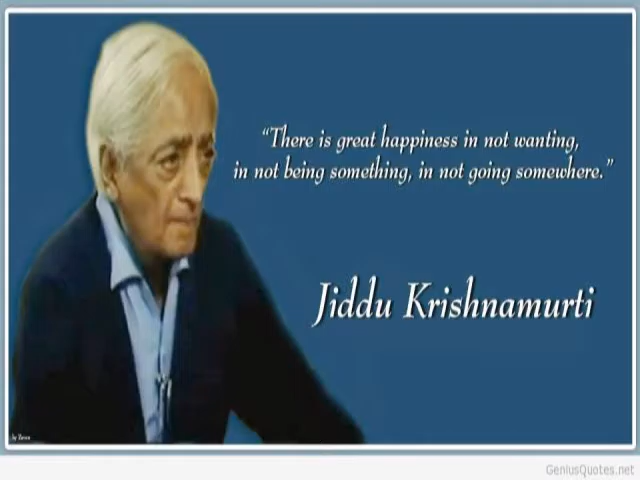 “There is great happiness in not wanting,
in not being something, in not going somewhere.”
Jiddu Krishnamurti
GeniusQuotes.net